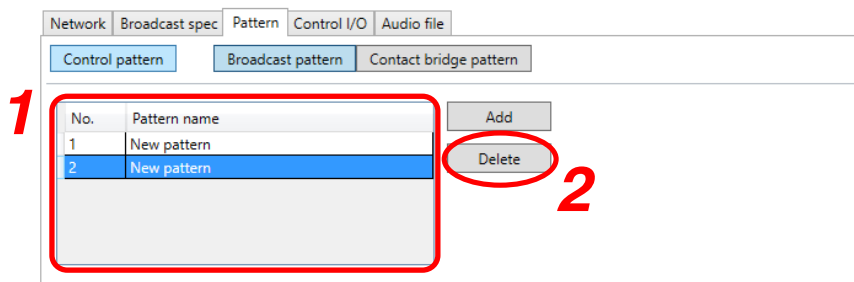 Network Broadcast spec Pattern Control I/O Audio file
Control pattern Broadcast pattern Contact bridge pattern
1
No. Pattern name Add
1 New pattern
2 New pattern Delete
2